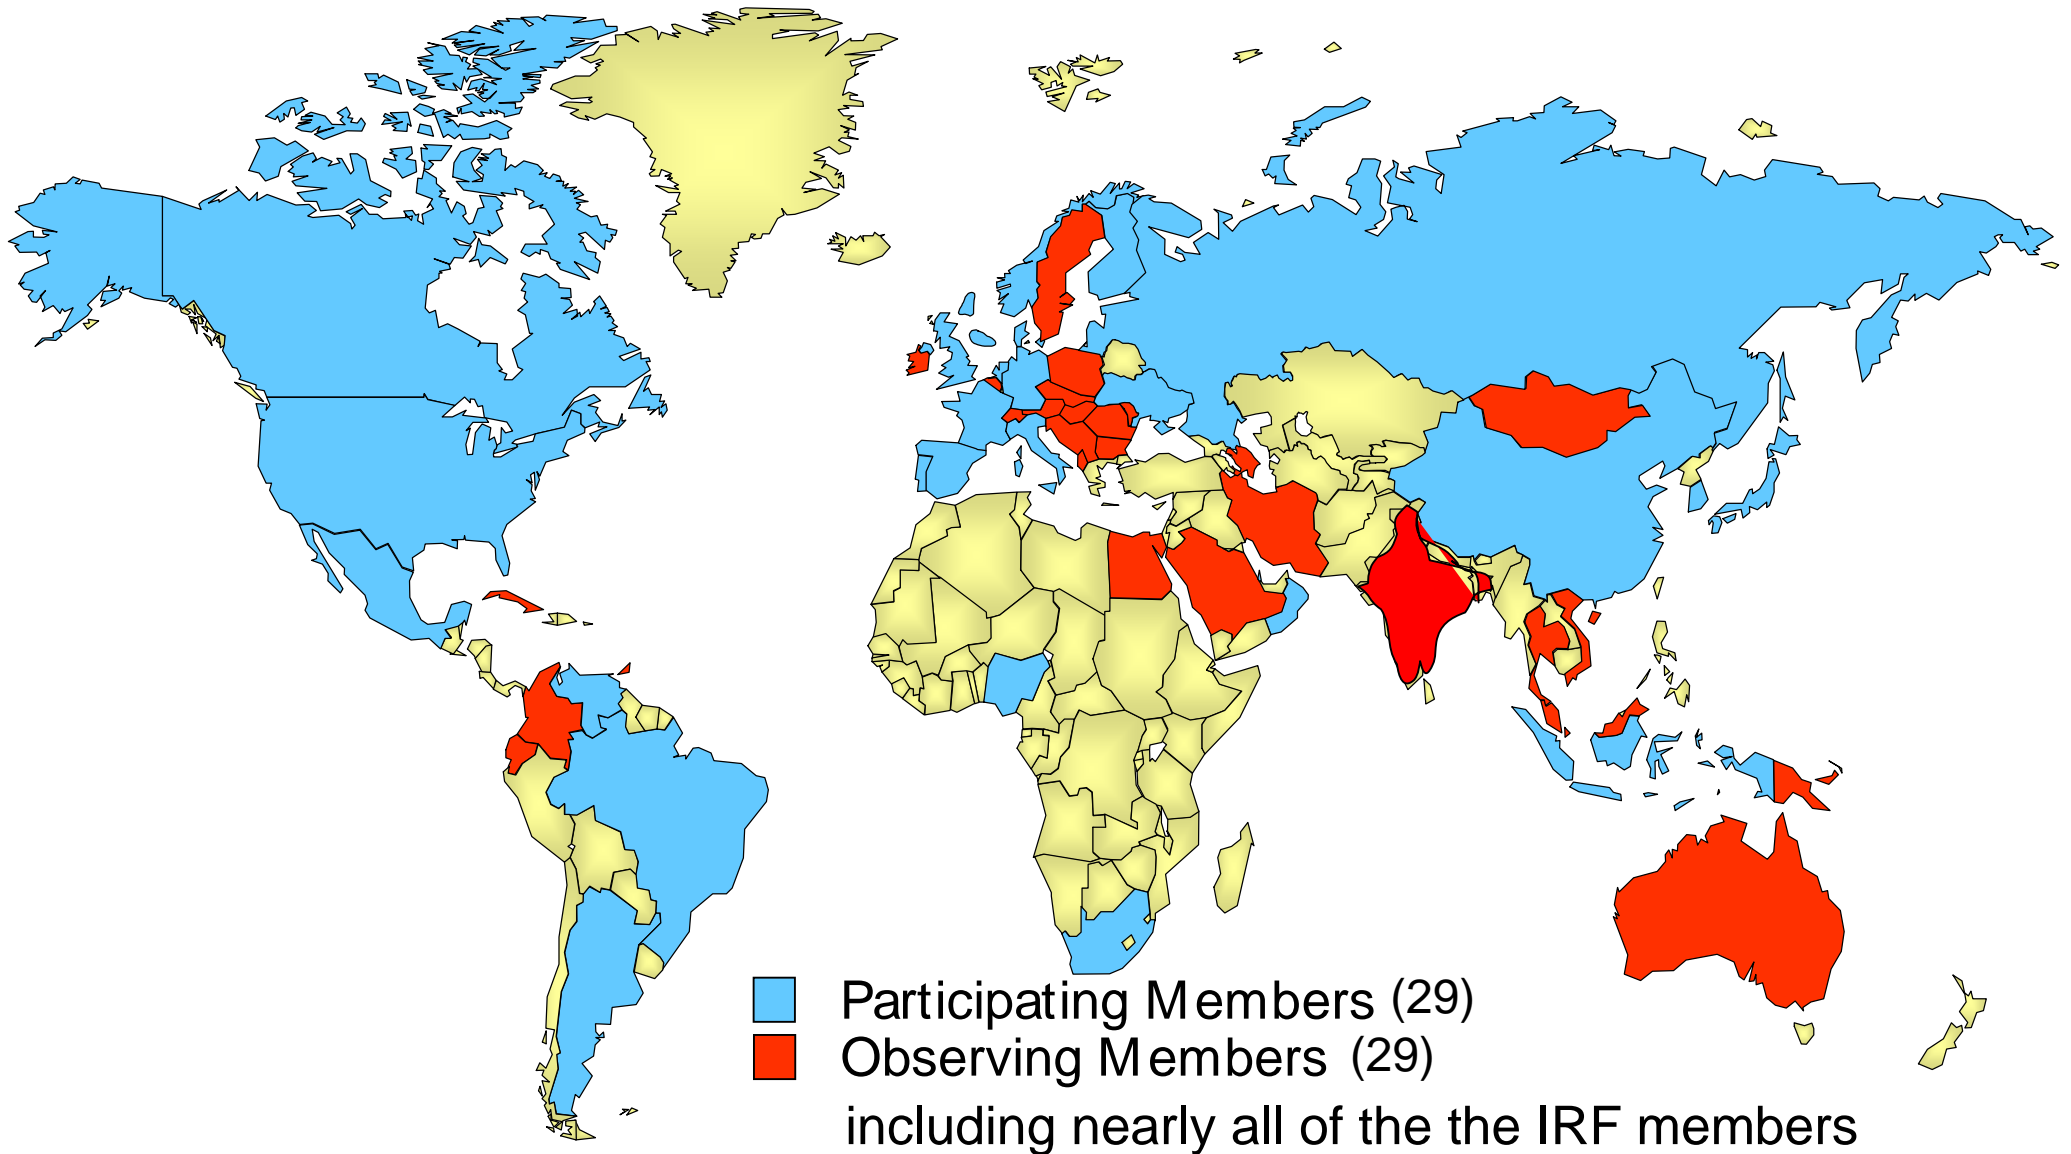 Participating Members (29)
Observing Members (29)
including nearly all of the the IRF members